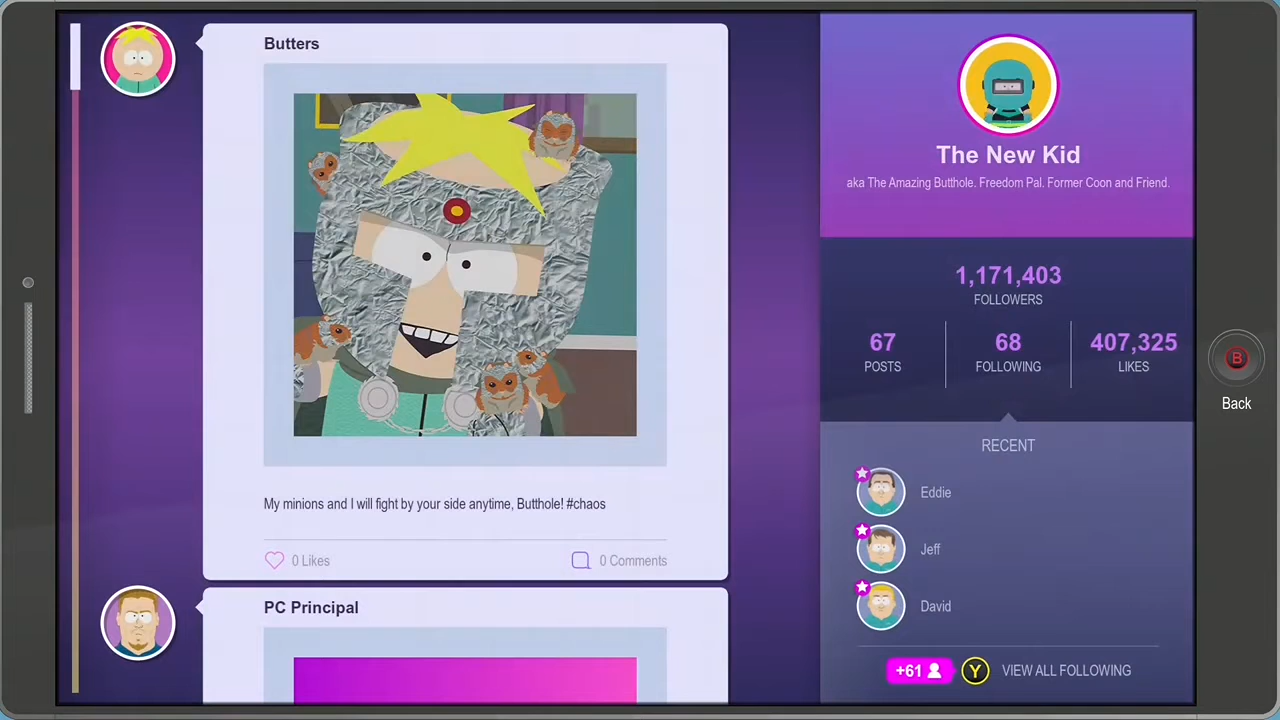 Butters
My minions and I will fight by your side anytime, Butthole! #chaos
0 Likes
0 Comments
PC Principal
The New Kid
aka The Amazing Butthole. Freedom Pal. Former Coon and Friend.
1,171,403
FOLLOWERS
67
POSTS
68
FOLLOWING
407,325
LIKES
RECENT
Eddie
Jeff
David
+61
Y
VIEW ALL FOLLOWING
B
Back